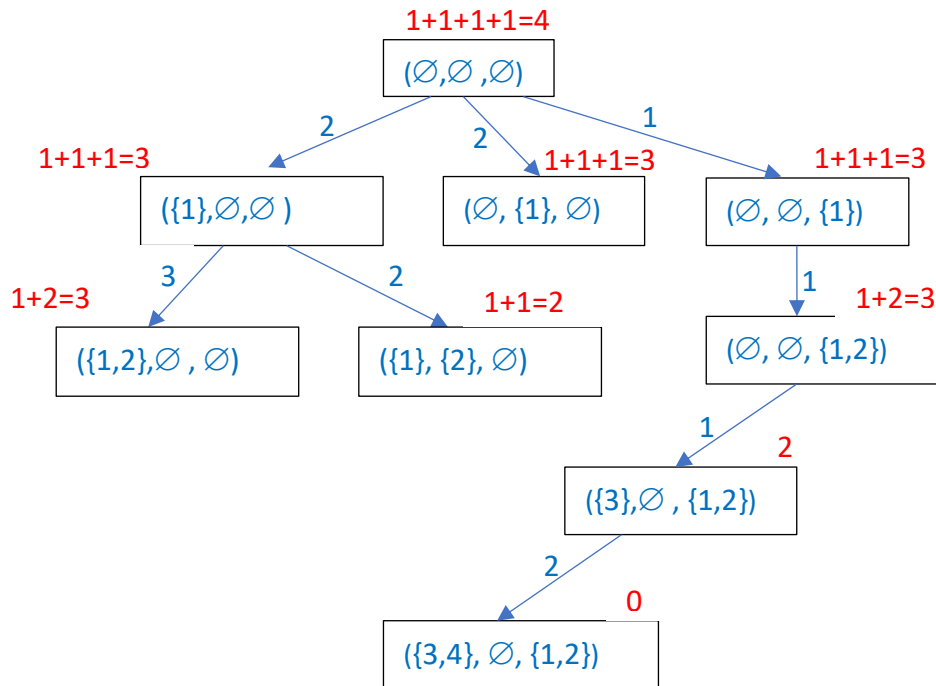 1+1+1+1=4
(∅,∅ ,∅)
2
2
1
1+1+1=3
1+1+1=3
1+1+1=3
({1},∅,∅ )
(∅, {1}, ∅)
(∅, ∅, {1})
3
2
1
1+2=3
1+1=2
1+2=3
({1,2},∅ , ∅)
({1}, {2}, ∅)
(∅, ∅, {1,2})
1
2
({3},∅ , {1,2})
2
0
({3,4}, ∅, {1,2})